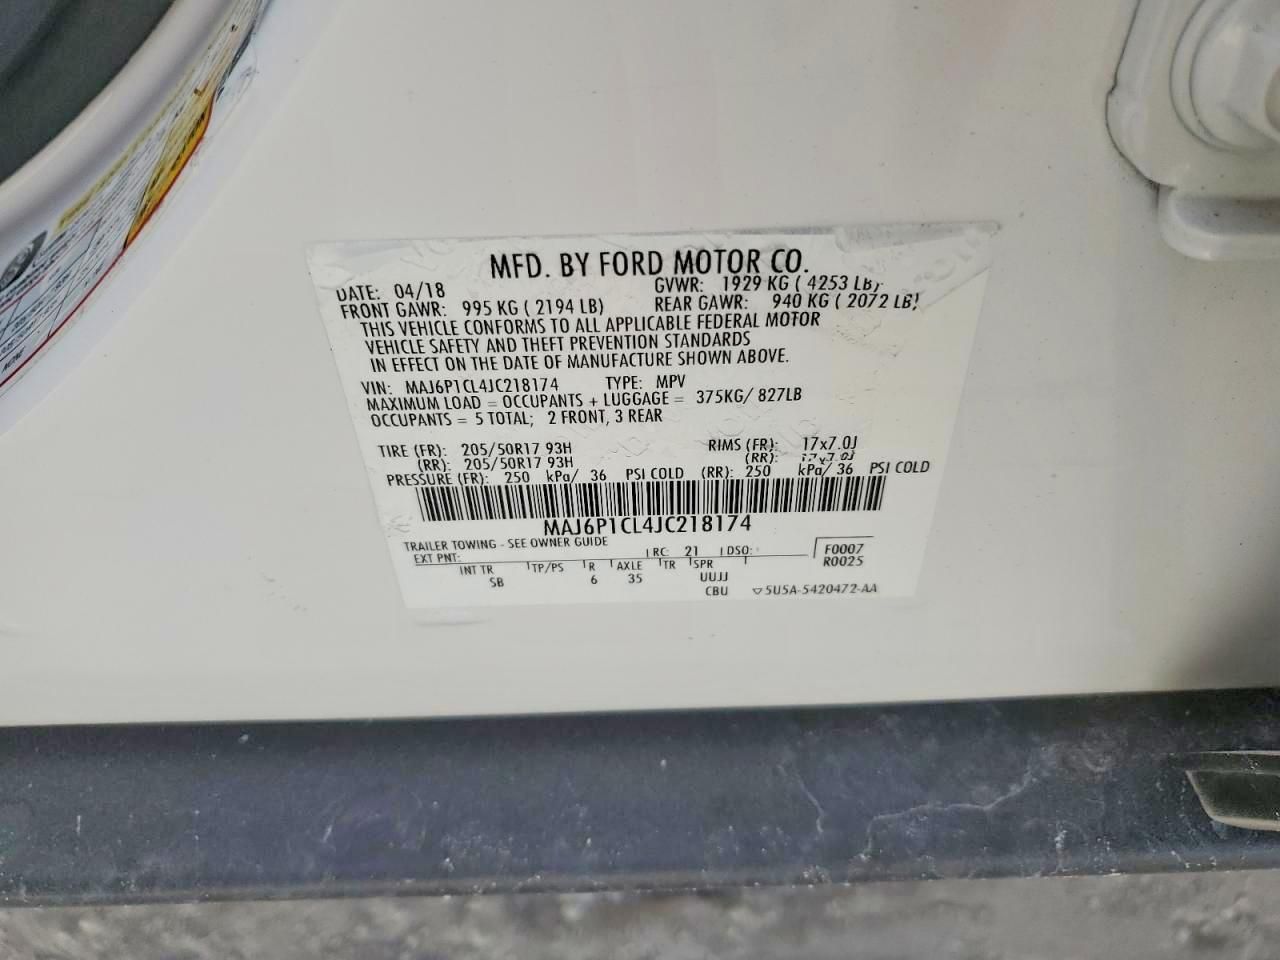 MFD. BY FORD MOTOR CO.
DATE: 04/18 GVWR: 1929 KG ( 4253 LB)
FRONT GAWR: 995 KG ( 2194 LB) REAR GAWR: 940 KG ( 2072 LB)
THIS VEHICLE CONFORMS TO ALL APPLICABLE FEDERAL MOTOR
VEHICLE SAFETY AND THEFT PREVENTION STANDARDS
IN EFFECT ON THE DATE OF MANUFACTURE SHOWN ABOVE.
VIN: MAJ6P1CL4JC218174 TYPE: MPV
MAXIMUM LOAD = OCCUPANTS + LUGGAGE = 375KG/ 827LB
OCCUPANTS = 5 TOTAL; 2 FRONT, 3 REAR
TIRE (FR): 205/50R17 93H RIMS (FR): 17x7.0J
(RR): 205/50R17 93H (RR): 17x7.0J
PRESSURE (FR): 250 kPa/ 36 PSI COLD (RR): 250 kPa/ 36 PSI COLD
MAJ6P1CL4JC218174
TRAILER TOWING - SEE OWNER GUIDE
EXT PNT: RC: 21 DSO: F0007
R0025
INT TR TP/PS R AXLE TR SPR
SB 6 35 UUJJ
CBU 5U5A-5420472-AA